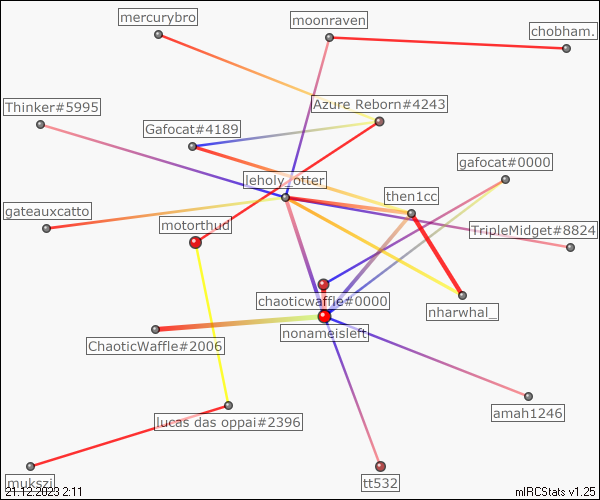 mercurybro
moonraven
chobham.
Thinker#5995
Azure Reborn#4243
Gafocat#4189
gafocat#0000
leholy_otter
then1cc
gateauxcatto
motorthud
TripleMidget#8824
chaoticwaffle#0000
nharwhal_
nonameisleft
ChaoticWaffle#2006
amah1246
lucas das oppai#2396
mukszi
tt532
21.12.2023 2:11
mIRCStats v1.25